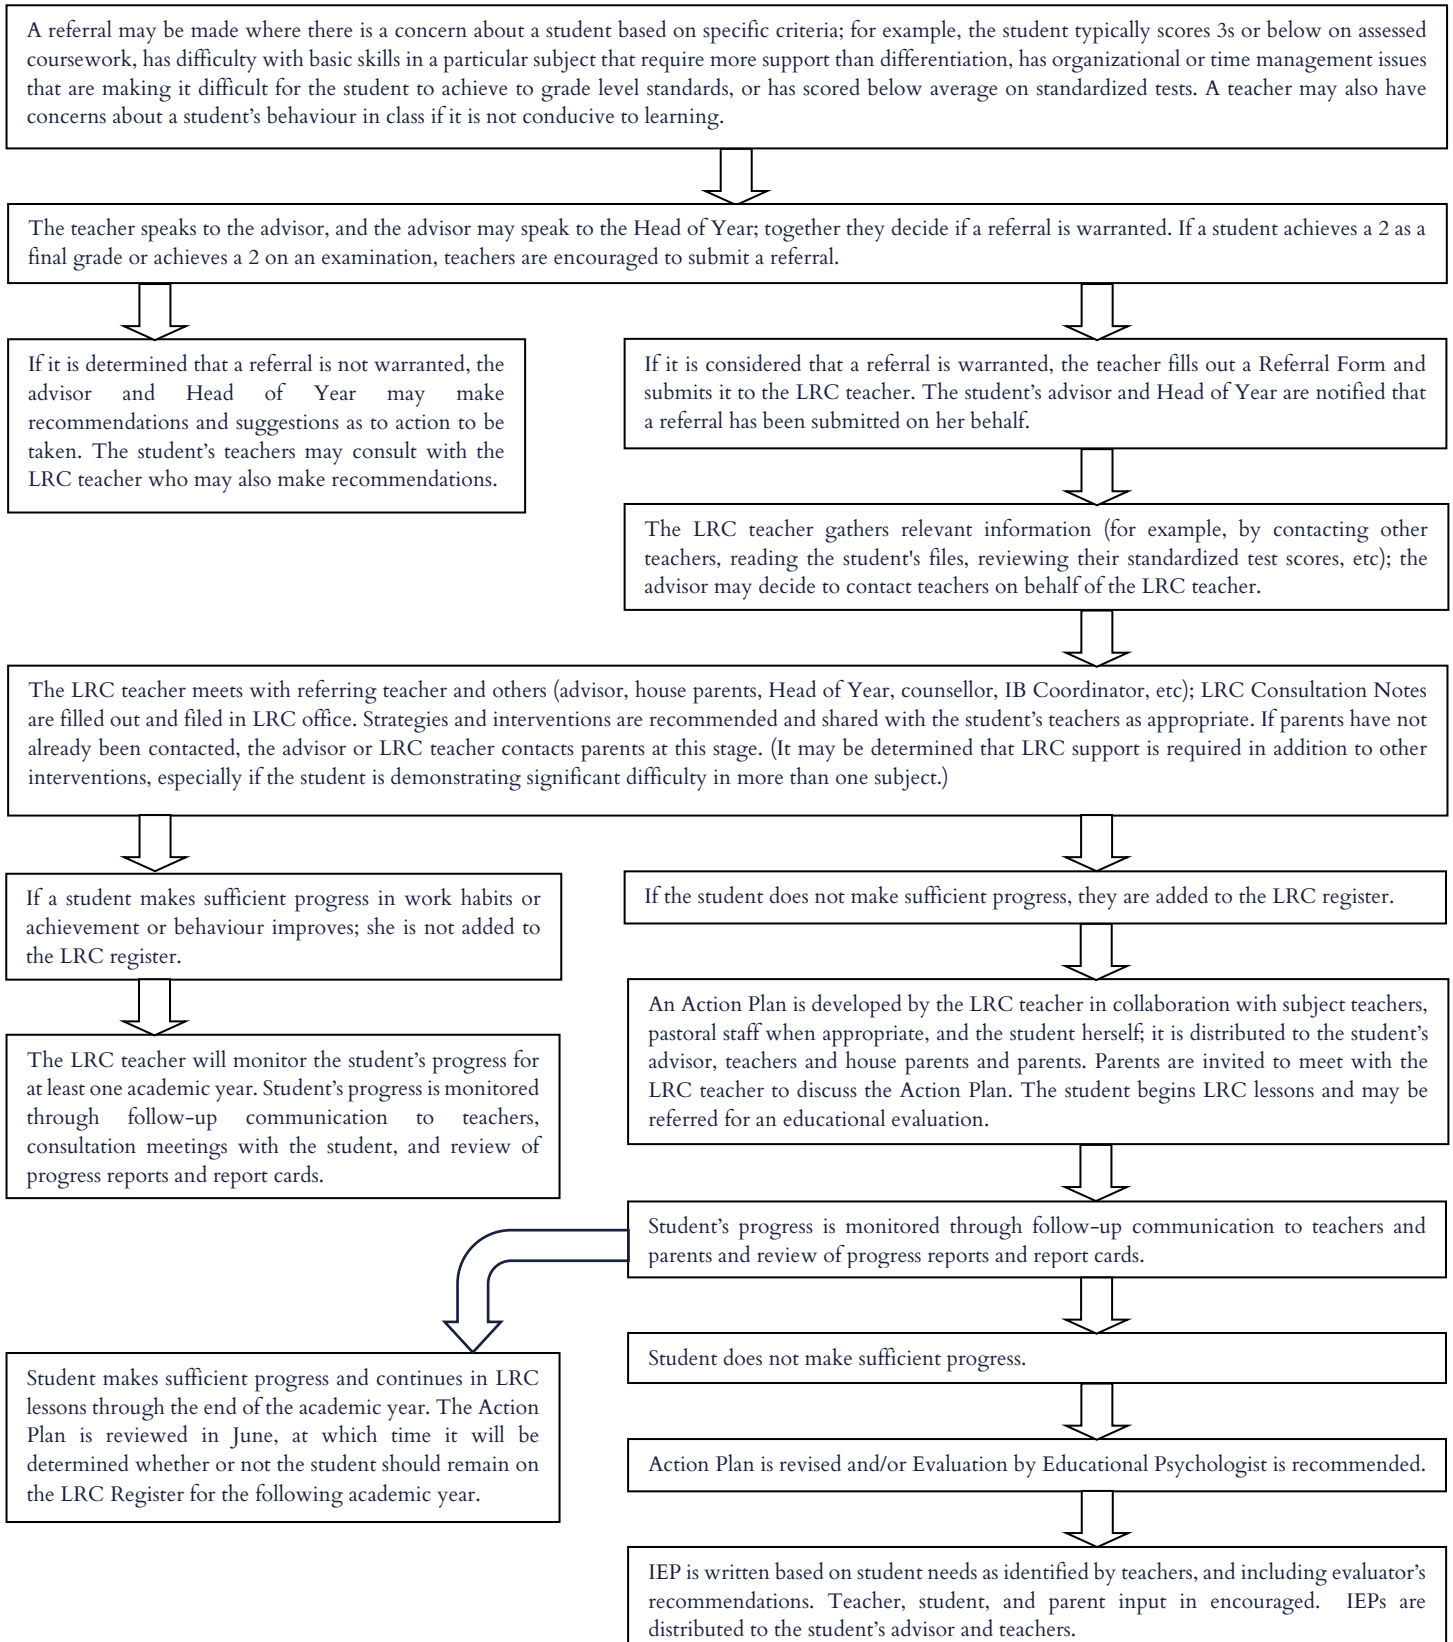 A referral may be made where there is a concern about a student based on specific criteria; for example, the student typically scores 3s or below on assessed
coursework, has difficulty with basic skills in a particular subject that require more support than differentiation, has organizational or time management issues
that are making it difficult for the student to achieve to grade level standards, or has scored below average on standardized tests. A teacher may also have
concerns about a student’s behaviour in class if it is not conducive to learning.
The teacher speaks to the advisor, and the advisor may speak to the Head of Year; together they decide if a referral is warranted. If a student achieves a 2 as a
final grade or achieves a 2 on an examination, teachers are encouraged to submit a referral.
If it is determined that a referral is not warranted, the
advisor and Head of Year may make
recommendations and suggestions as to action to be
taken. The student’s teachers may consult with the
LRC teacher who may also make recommendations.
If it is considered that a referral is warranted, the teacher fills out a Referral Form and
submits it to the LRC teacher. The student’s advisor and Head of Year are notified that
a referral has been submitted on her behalf.
The LRC teacher gathers relevant information (for example, by contacting other
teachers, reading the student's files, reviewing their standardized test scores, etc); the
advisor may decide to contact teachers on behalf of the LRC teacher.
The LRC teacher meets with referring teacher and others (advisor, house parents, Head of Year, counsellor, IB Coordinator, etc); LRC Consultation Notes
are filled out and filed in LRC office. Strategies and interventions are recommended and shared with the student’s teachers as appropriate. If parents have not
already been contacted, the advisor or LRC teacher contacts parents at this stage. (It may be determined that LRC support is required in addition to other
interventions, especially if the student is demonstrating significant difficulty in more than one subject.)
If a student makes sufficient progress in work habits or
achievement or behaviour improves; she is not added to
the LRC register.
The LRC teacher will monitor the student’s progress for
at least one academic year. Student’s progress is monitored
through follow-up communication to teachers,
consultation meetings with the student, and review of
progress reports and report cards.
If the student does not make sufficient progress, they are added to the LRC register.
An Action Plan is developed by the LRC teacher in collaboration with subject teachers,
pastoral staff when appropriate, and the student herself; it is distributed to the student’s
advisor, teachers and house parents and parents. Parents are invited to meet with the
LRC teacher to discuss the Action Plan. The student begins LRC lessons and may be
referred for an educational evaluation.
Student’s progress is monitored through follow-up communication to teachers and
parents and review of progress reports and report cards.
Student makes sufficient progress and continues in LRC
lessons through the end of the academic year. The Action
Plan is reviewed in June, at which time it will be
determined whether or not the student should remain on
the LRC Register for the following academic year.
Student does not make sufficient progress.
Action Plan is revised and/or Evaluation by Educational Psychologist is recommended.
IEP is written based on student needs as identified by teachers, and including evaluator’s
recommendations. Teacher, student, and parent input in encouraged. IEPs are
distributed to the student’s advisor and teachers.